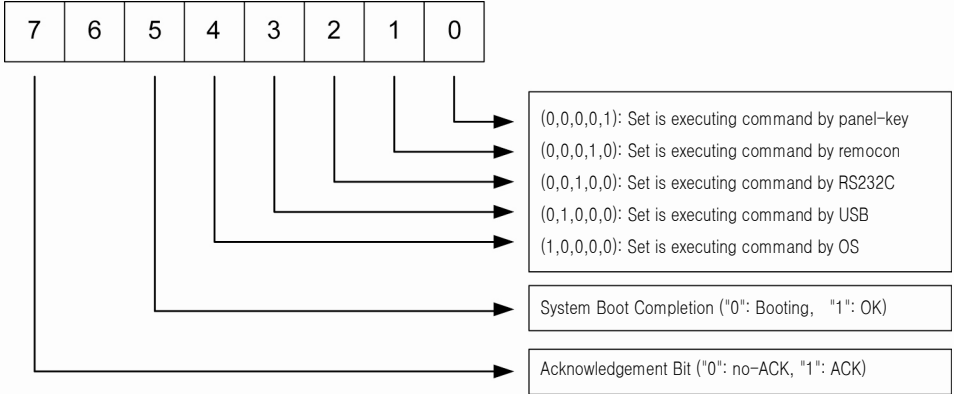 7 6 5 4 3 2 1 0
(0,0,0,0,1): Set is executing command by panel-key
(0,0,0,1,0): Set is executing command by remocon
(0,0,1,0,0): Set is executing command by RS232C
(0,1,0,0,0): Set is executing command by USB
(1,0,0,0,0): Set is executing command by OS
System Boot Completion ("0": Booting, "1": OK)
Acknowledgement Bit ("0": no-ACK, "1": ACK)